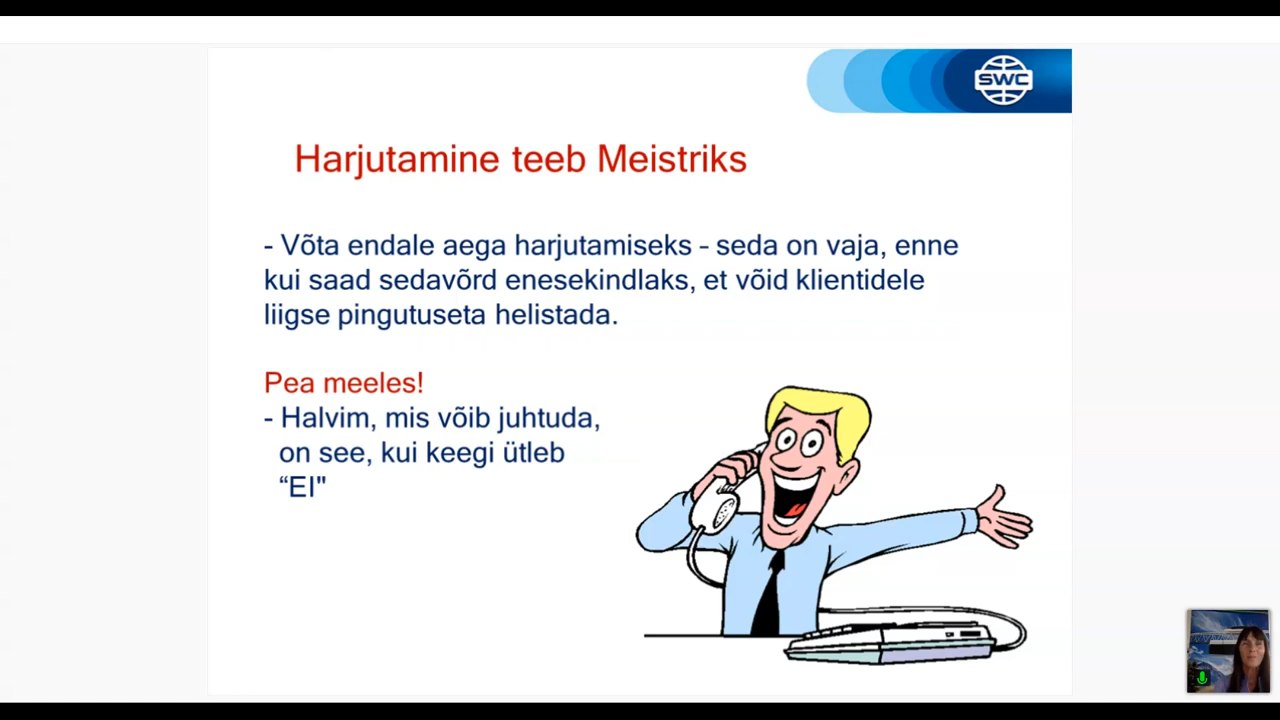 SWC
Harjutamine teeb Meistriks
- Võta endale aega harjutamiseks – seda on vaja, enne
kui saad sedavõrd enesekindlaks, et võid klientidele
liigse pingutuseta helistada.
Pea meeles!
- Halvim, mis võib juhtuda,
on see, kui keegi ütleb
“EI"